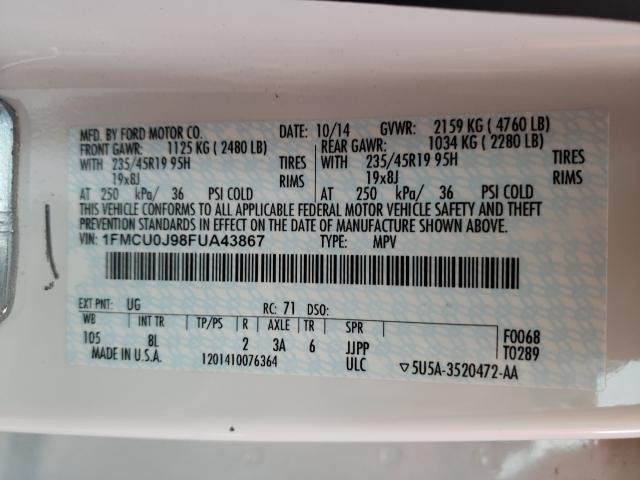 MFD. BY FORD MOTOR CO. DATE: 10/14 GVWR: 2159 KG ( 4760 LB)
FRONT GAWR: 1125 KG ( 2480 LB) REAR GAWR: 1034 KG ( 2280 LB)
WITH 235/45R19 95H TIRES WITH 235/45R19 95H TIRES
19x8J RIMS 19x8J RIMS
AT 250 kPa/ 36 PSI COLD AT 250 kPa/ 36 PSI COLD
THIS VEHICLE CONFORMS TO ALL APPLICABLE FEDERAL MOTOR VEHICLE SAFETY AND THEFT
PREVENTION STANDARDS IN EFFECT ON THE DATE OF MANUFACTURE SHOWN ABOVE.
VIN: 1FMCU0J98FUA43867 TYPE: MPV
EXT PNT: UG RC: 71 DSO:
WB INT TR TP/PS R AXLE TR SPR F0068
105 BL 2 3A 6 JJPP T0289
MADE IN U.S.A. 1201410076364 ULC ▽5U5A-3520472-AA